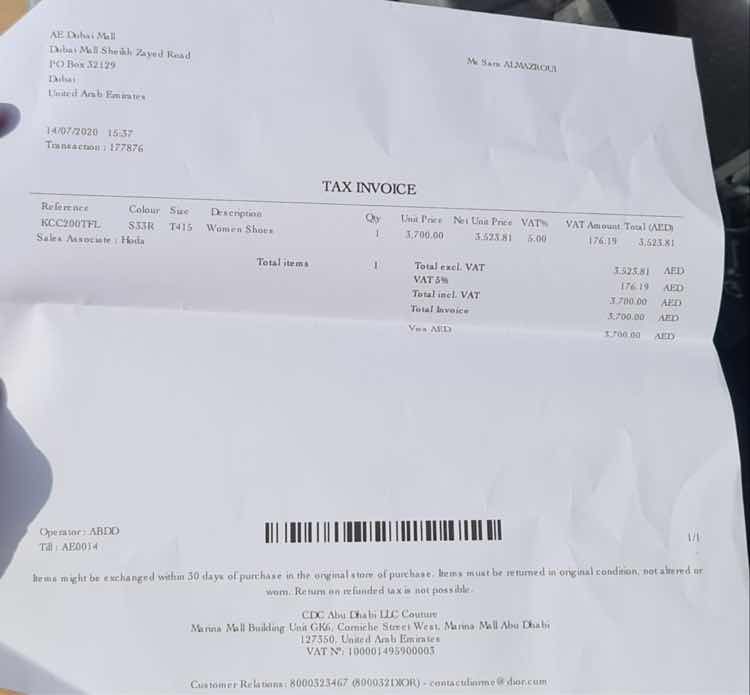 AE Dubai Mall
Dubai Mall Sheikh Zayed Road
PO Box 32129
Dubai
United Arab Emirates
Ms Sara ALMAZROUI
14/07/2020 15:37
Transaction : 177876
TAX INVOICE
Reference Colour Size Description Qty Unit Price Net Unit Price VAT% VAT Amount Total (AED)
KCC200TFL S33R T415 Women Shoes 1 3,700.00 3,523.81 5.00 176.19 3,523.81
Sales Associate : Hoda
Total items 1 Total excl. VAT 3,523.81 AED
VAT 5% 176.19 AED
Total incl. VAT 3,700.00 AED
Total Invoice 3,700.00 AED
Visa AED 3,700.00 AED
Operator : ABDD
Till : AE0014
1/1
Items might be exchanged within 30 days of purchase in the original store of purchase. Items must be returned in original condition, not altered or
worn. Return on refunded tax is not possible.
CDC Abu Dhabi LLC Couture
Marina Mall Building Unit GK6, Corniche Street West, Marina Mall Abu Dhabi
127350, United Arab Emirates
VAT N°: 100001495900003
Customer Relations: 8000323467 (800032DIOR) - contactdiorme@dior.com